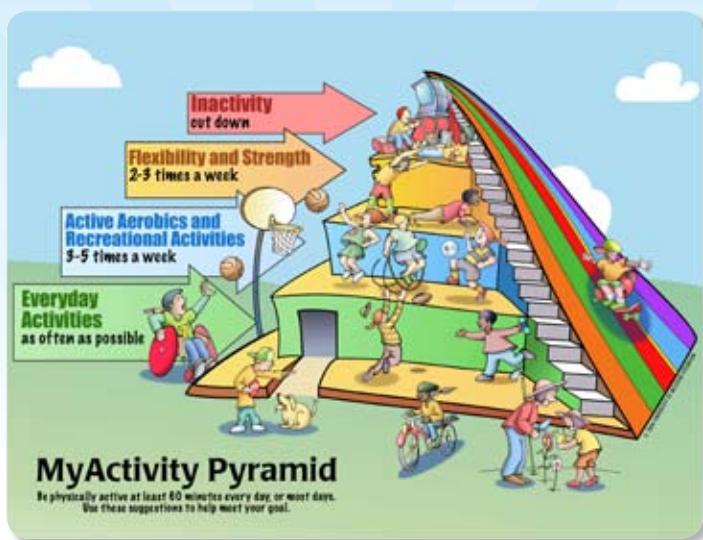 Inactivity
cut down
Flexibility and Strength
2-3 times a week
Active Aerobics and
Recreational Activities
3-5 times a week
Everyday
Activities
as often as possible
MyActivity Pyramid
Be physically active at least 60 minutes every day, or most days.
Use these suggestions to help meet your goal.